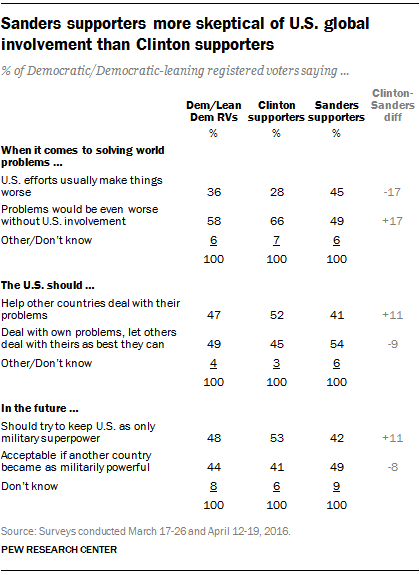 Sanders supporters more skeptical of U.S. global
involvement than Clinton supporters
% of Democratic/Democratic-leaning registered voters saying ...
Dem/Lean Dem RVs Clinton supporters Sanders supporters Clinton-Sanders diff
% % %
When it comes to solving world
problems ...
U.S. efforts usually make things
worse 36 28 45 -17
Problems would be even worse
without U.S. involvement 58 66 49 +17
Other/Don't know 6 7 6
100 100 100
The U.S. should ...
Help other countries deal with their
problems 47 52 41 +11
Deal with own problems, let others
deal with theirs as best they can 49 45 54 -9
Other/Don't know 4 3 6
100 100 100
In the future ...
Should try to keep U.S. as only
military superpower 48 53 42 +11
Acceptable if another country
became as militarily powerful 44 41 49 -8
Don't know 8 6 9
100 100 100
Source: Surveys conducted March 17-26 and April 12-19, 2016.
PEW RESEARCH CENTER